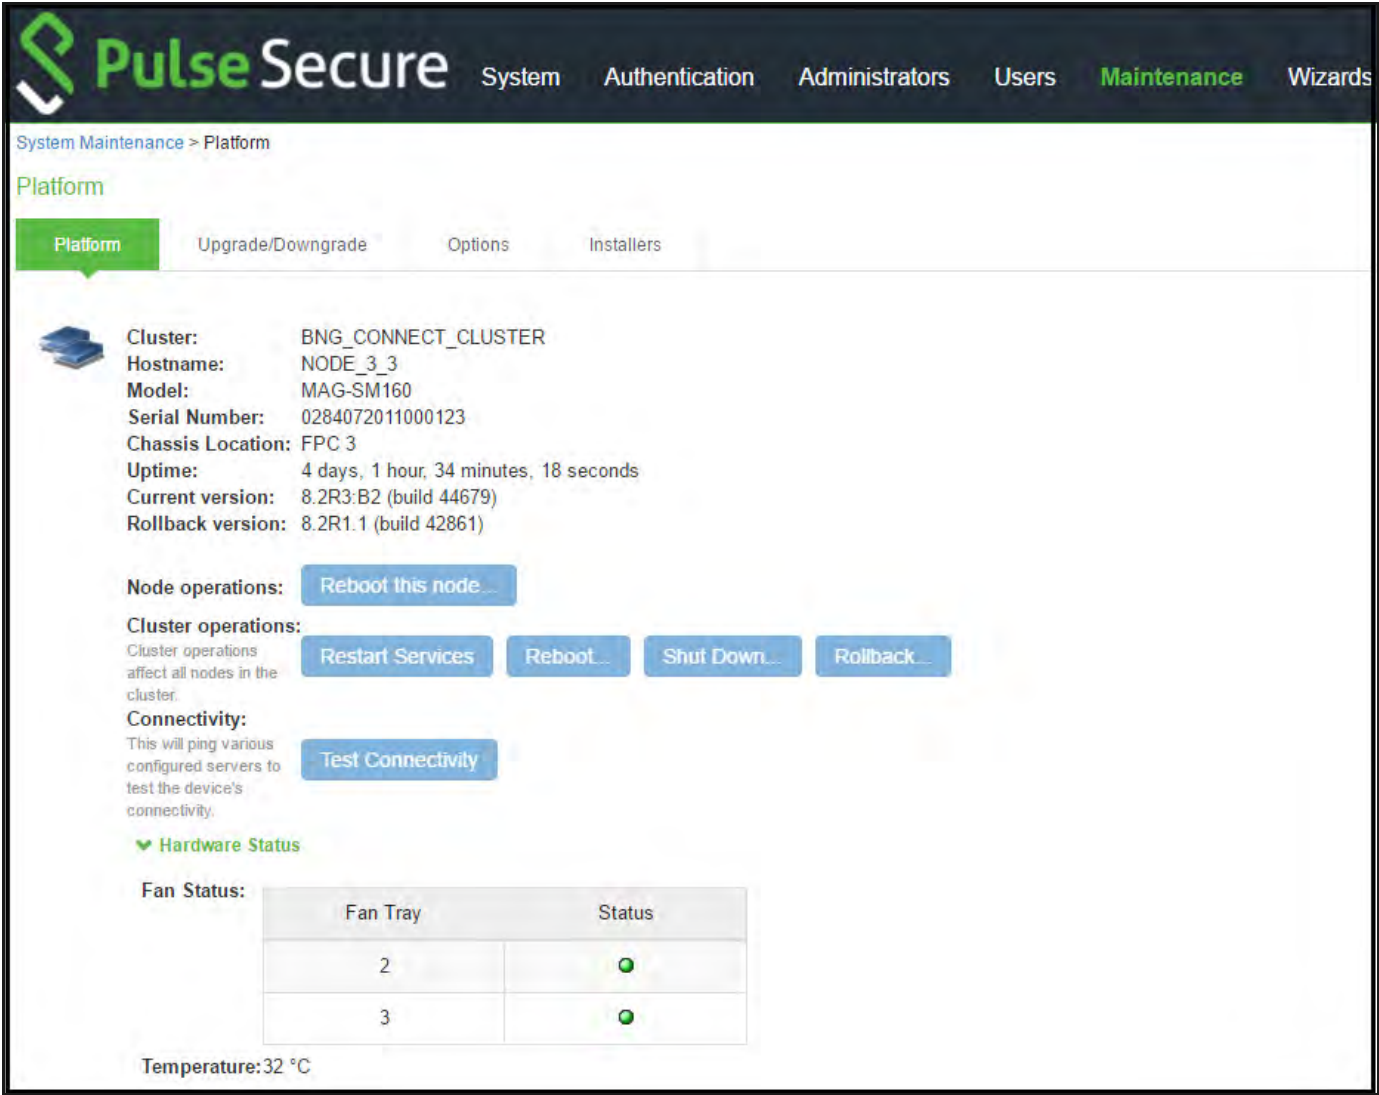 Pulse Secure System Authentication Administrators Users Maintenance Wizards
System Maintenance > Platform
Platform
Platform Upgrade/Downgrade Options Installers
Cluster: BNG_CONNECT_CLUSTER
Hostname: NODE_3_3
Model: MAG-SM160
Serial Number: 0284072011000123
Chassis Location: FPC 3
Uptime: 4 days, 1 hour, 34 minutes, 18 seconds
Current version: 8.2R3:B2 (build 44679)
Rollback version: 8.2R1.1 (build 42861)
Node operations: Reboot this node...
Cluster operations:
Cluster operations
affect all nodes in the
cluster.
Restart Services Reboot... Shut Down... Rollback...
Connectivity:
This will ping various
configured servers to
test the device's
connectivity.
Test Connectivity
Hardware Status
Fan Status:
Fan Tray Status
2
3
Temperature: 32 °C